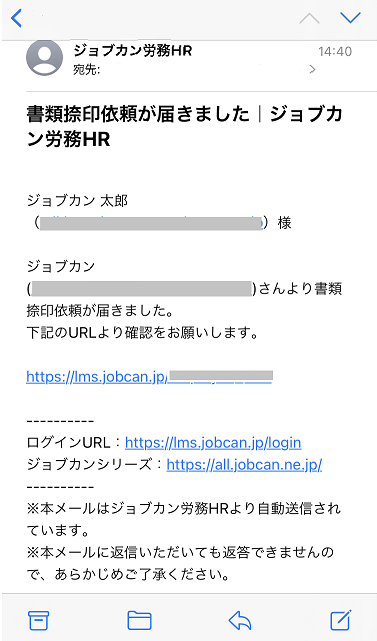 ジョブカン労務HR
14:40
宛先:
書類捺印依頼が届きました｜ジョブカ
ン労務HR
ジョブカン 太郎
（）様
ジョブカン
()さんより書類
捺印依頼が届きました。
下記のURLより確認をお願いします。
https://lms.jobcan.jp/
----------
ログインURL：https://lms.jobcan.jp/login
ジョブカンシリーズ：https://all.jobcan.ne.jp/
----------
※本メールはジョブカン労務HRより自動送信され
ています。
※本メールに返信いただいても返答できませんの
で、あらかじめご了承ください。